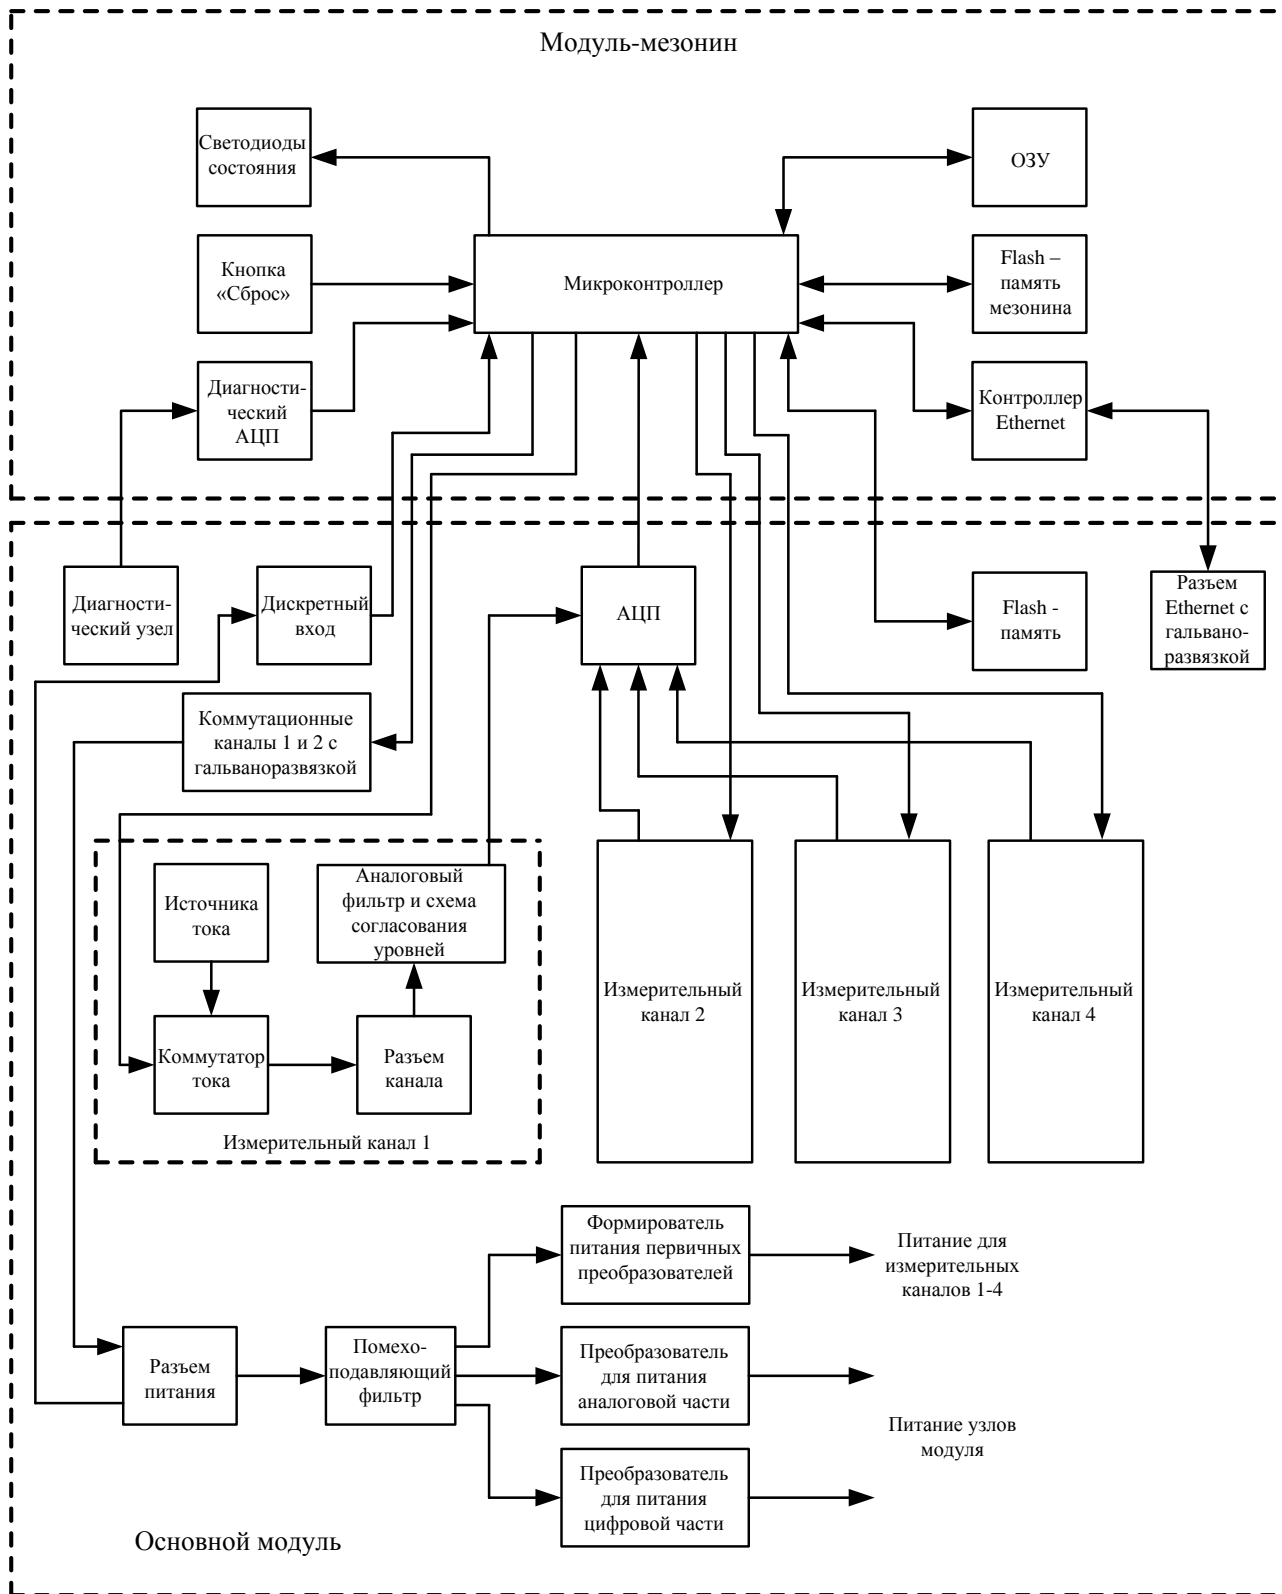 Модуль-мезонин
Светодиоды
состояния
ОЗУ
Кнопка
«Сброс»
Микроконтроллер
Flash –
память
мезонина
Диагности-
ческий
АЦП
Контроллер
Ethernet
Диагности-
ческий узел
Дискретный
вход
АЦП
Flash -
память
Разъем
Ethernet с
гальвано-
развязкой
Коммутационные
каналы 1 и 2 с
гальваноразвязкой
Источника
тока
Аналоговый
фильтр и схема
согласования
уровней
Измерительный
канал 2
Измерительный
канал 3
Измерительный
канал 4
Коммутатор
тока
Разъем
канала
Измерительный канал 1
Формирователь
питания первичных
преобразователей
Питание для
измерительных
каналов 1-4
Разъем
питания
Помехо-
подавляющий
фильтр
Преобразователь
для питания
аналоговой части
Питание узлов
модуля
Преобразователь
для питания
цифровой части
Основной модуль